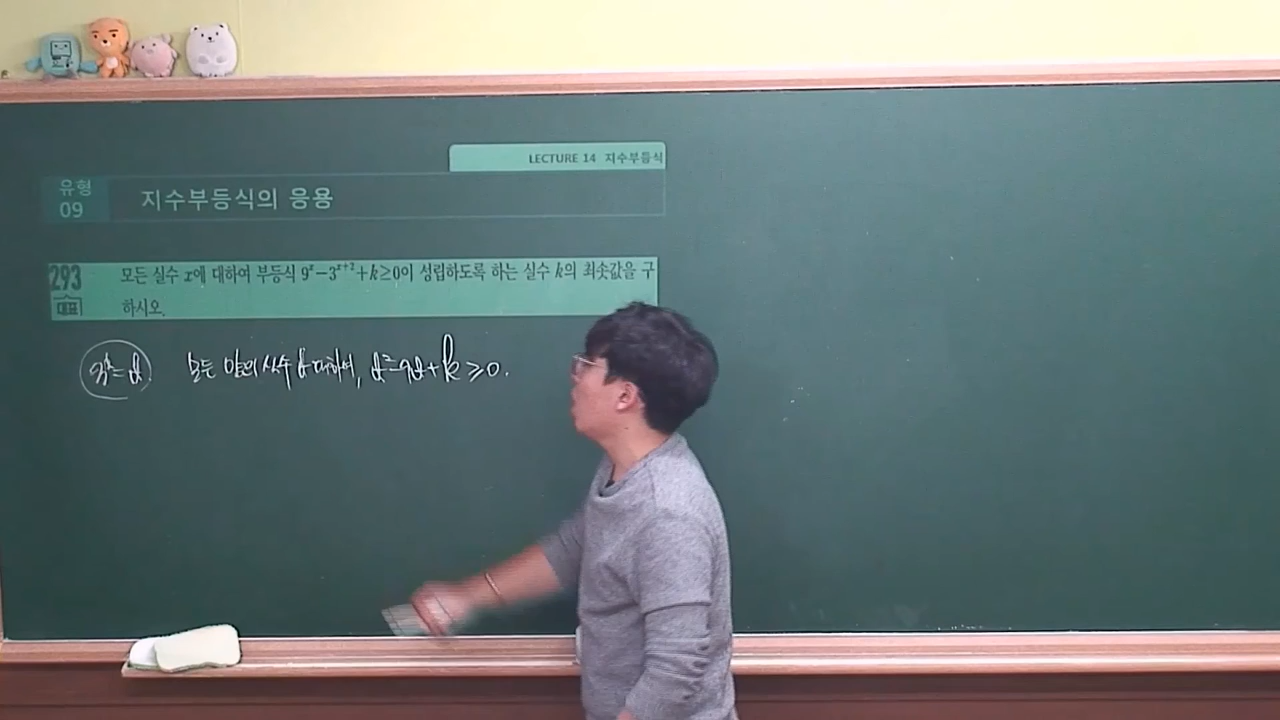 LECTURE 14 지수부등식
유형
09
지수부등식의 응용
293 모든 실수 x에 대하여 부등식 9ˣ−3ˣ⁺²+k≥0이 성립하도록 하는 실수 k의 최솟값을 구
대표 하시오.
3ˣ=t. 모든 양의 실수 t에 대하여, t²−9t+k≥0.